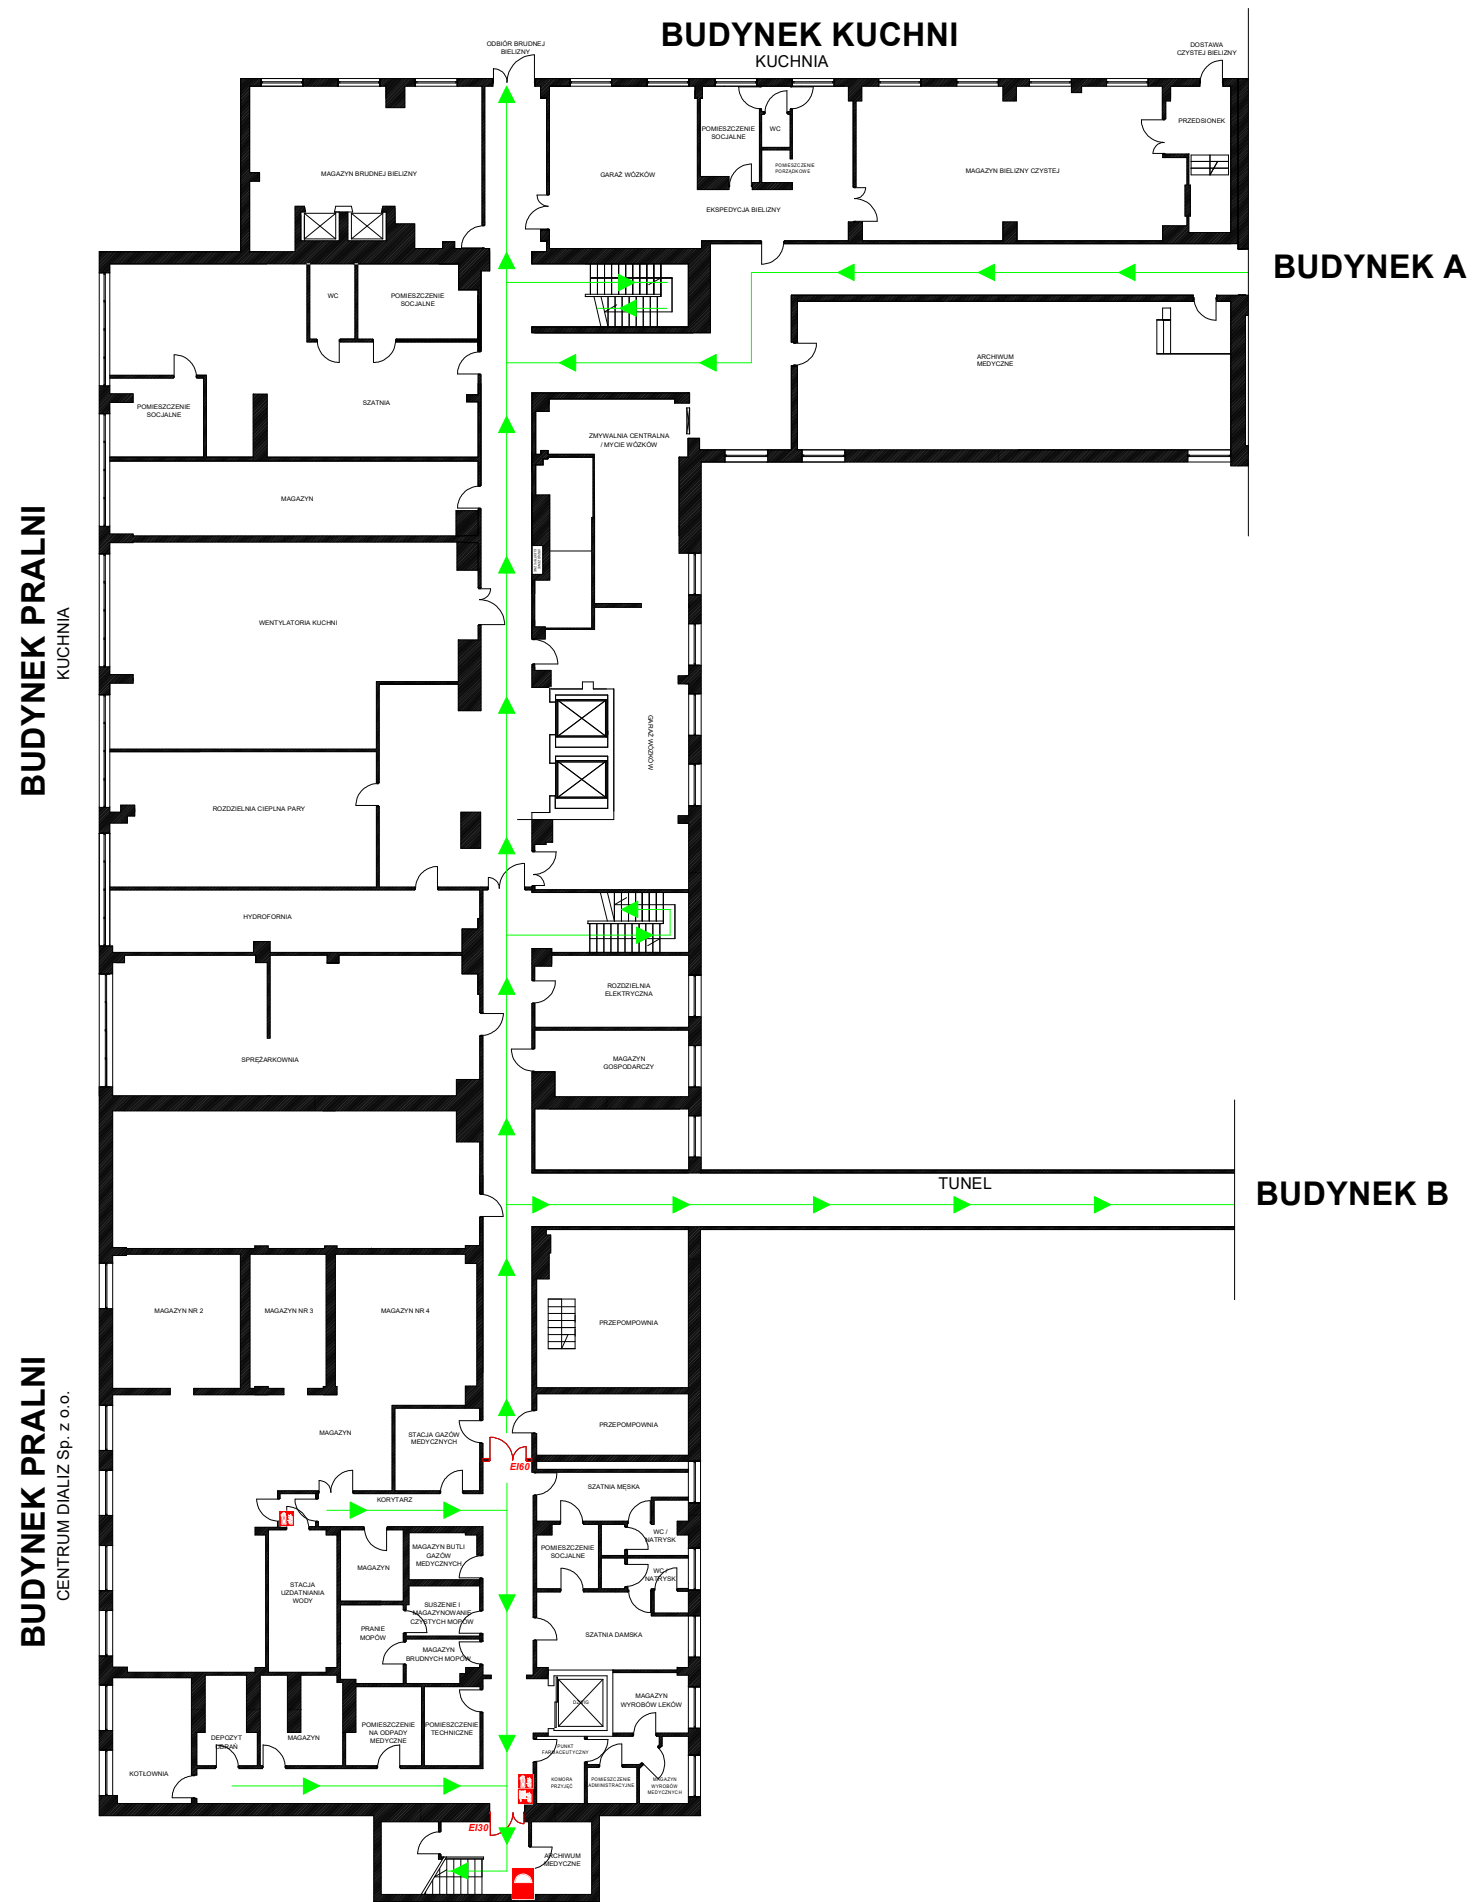 BUDYNEK KUCHNI
KUCHNIA
ODBIÓR BRUDNEJ
BIELIZNY
DOSTAWA
CZYSTEJ BIELIZNY
MAGAZYN BRUDNEJ BIELIZNY
GARAŻ WÓZKÓW
POMIESZCZENIE
SOCJALNE
WC
POMIESZCZENIE
PORZĄDKOWE
EKSPEDYCJA BIELIZNY
MAGAZYN BIELIZNY CZYSTEJ
PRZEDSIONEK
BUDYNEK A
WC
POMIESZCZENIE
SOCJALNE
ARCHIWUM
MEDYCZNE
POMIESZCZENIE
SOCJALNE
SZATNIA
ZMYWALNIA CENTRALNA
/ MYCIE WÓZKÓW
MAGAZYN
BUDYNEK PRALNI
KUCHNIA
WENTYLATORIA KUCHNI
GARAŻ WÓZKÓW
ROZDZIELNIA CIEPLNA PARY
HYDROFORNIA
ROZDZIELNIA
ELEKTRYCZNA
SPRĘŻARKOWNIA
MAGAZYN
GOSPODARCZY
TUNEL
BUDYNEK B
MAGAZYN NR 2
MAGAZYN NR 3
MAGAZYN NR 4
PRZEPOMPOWNIA
BUDYNEK PRALNI
CENTRUM DIALIZ Sp. z o.o.
MAGAZYN
STACJA GAZÓW
MEDYCZNYCH
PRZEPOMPOWNIA
EI60
KORYTARZ
SZATNIA MĘSKA
WC /
NATRYSK
POMIESZCZENIE
SOCJALNE
MAGAZYN BUTLI
GAZÓW
MEDYCZNYCH
MAGAZYN
WC /
NATRYSK
STACJA
UZDATNIANIA
WODY
SUSZENIE I
MAGAZYNOWANIE
CZYSTYCH MOPÓW
PRANIE
MOPÓW
SZATNIA DAMSKA
MAGAZYN
BRUDNYCH MOPÓW
DŹWIG
MAGAZYN
WYROBÓW LEKÓW
DEPOZYT
UBRAŃ
MAGAZYN
POMIESZCZENIE
NA ODPADY
MEDYCZNE
POMIESZCZENIE
TECHNICZNE
PUNKT
FARMACEUTYCZNY
KOTŁOWNIA
KOMORA
PRZYJĘĆ
POMIESZCZENIE
ADMINISTRACYJNE
MAGAZYN
WYROBÓW
MEDYCZNYCH
EI30
ARCHIWUM
MEDYCZNE